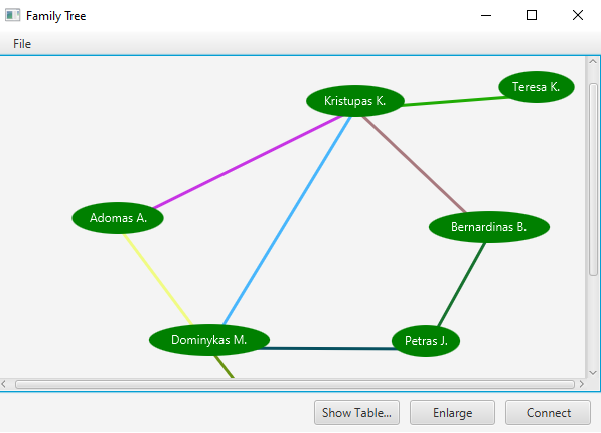 Family Tree
File
Teresa K.
Kristupas K.
Adomas A.
Bernardinas B.
Dominykas M.
Petras J.
Show Table...
Enlarge
Connect